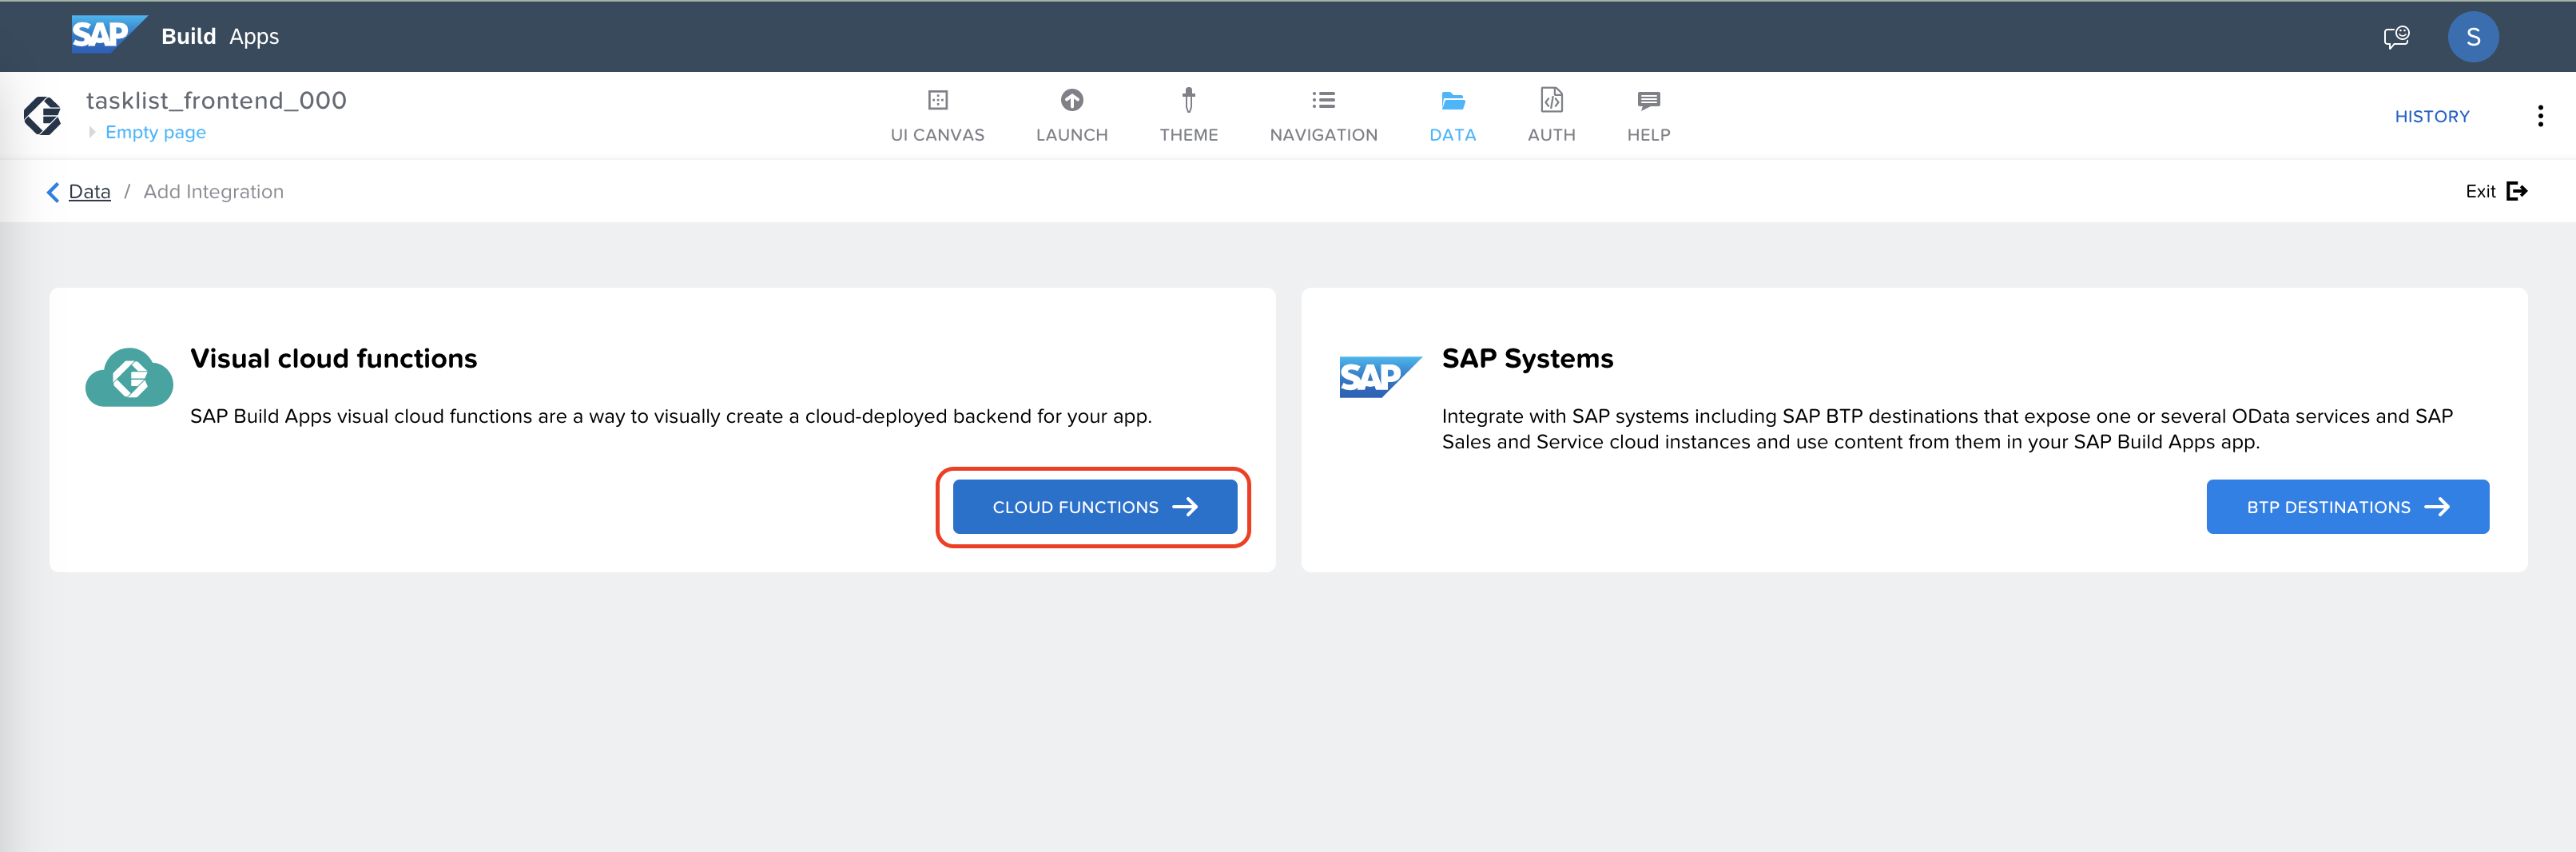 SAP Build Apps
S
tasklist_frontend_000
Empty page
UI CANVAS
LAUNCH
THEME
NAVIGATION
DATA
AUTH
HELP
HISTORY
Data / Add Integration
Exit
Visual cloud functions
SAP Build Apps visual cloud functions are a way to visually create a cloud-deployed backend for your app.
CLOUD FUNCTIONS
SAP
SAP Systems
Integrate with SAP systems including SAP BTP destinations that expose one or several OData services and SAP
Sales and Service cloud instances and use content from them in your SAP Build Apps app.
BTP DESTINATIONS